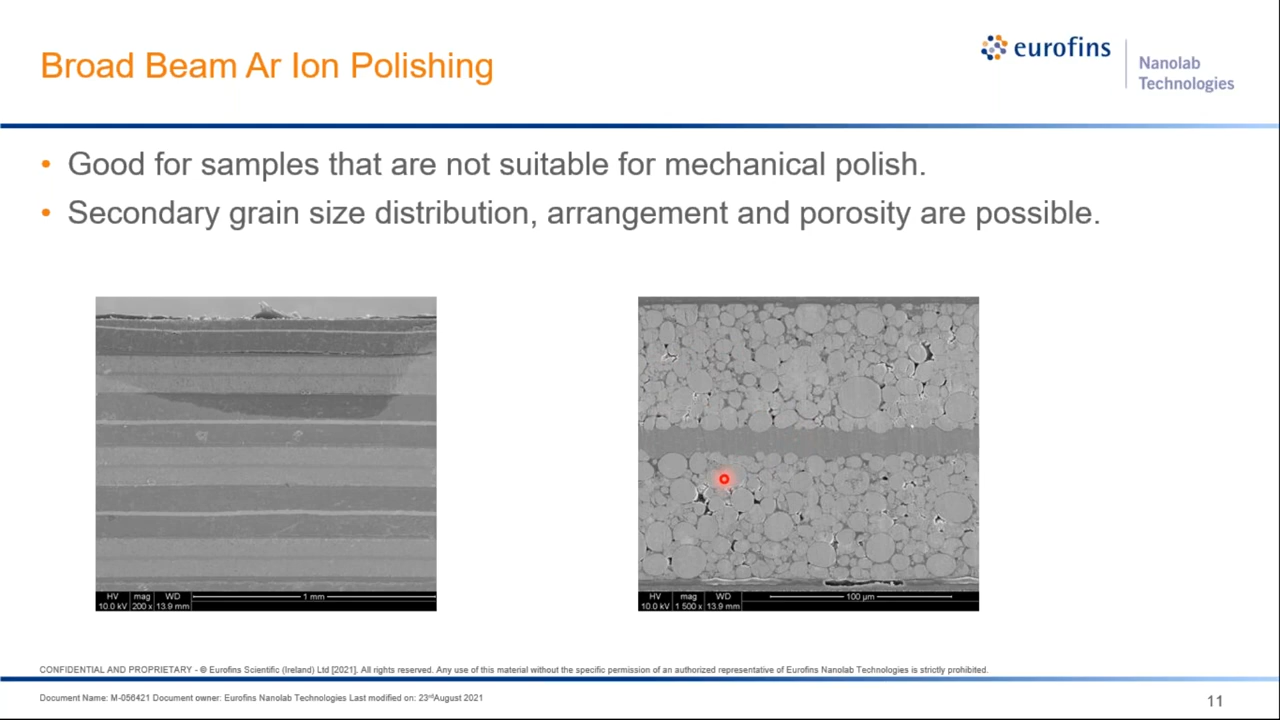 Broad Beam Ar Ion Polishing
eurofins
Nanolab
Technologies
• Good for samples that are not suitable for mechanical polish.
• Secondary grain size distribution, arrangement and porosity are possible.
HV mag WD
10.0 kV 200 x 13.9 mm
1 mm
HV mag WD
10.0 kV 1 500 x 13.9 mm
100 µm
CONFIDENTIAL AND PROPRIETARY - © Eurofins Scientific (Ireland) Ltd [2021]. All rights reserved. Any use of this material without the specific permission of an authorized representative of Eurofins Nanolab Technologies is strictly prohibited.
Document Name: M-056421 Document owner: Eurofins Nanolab Technologies Last modified on: 23rdAugust 2021
11